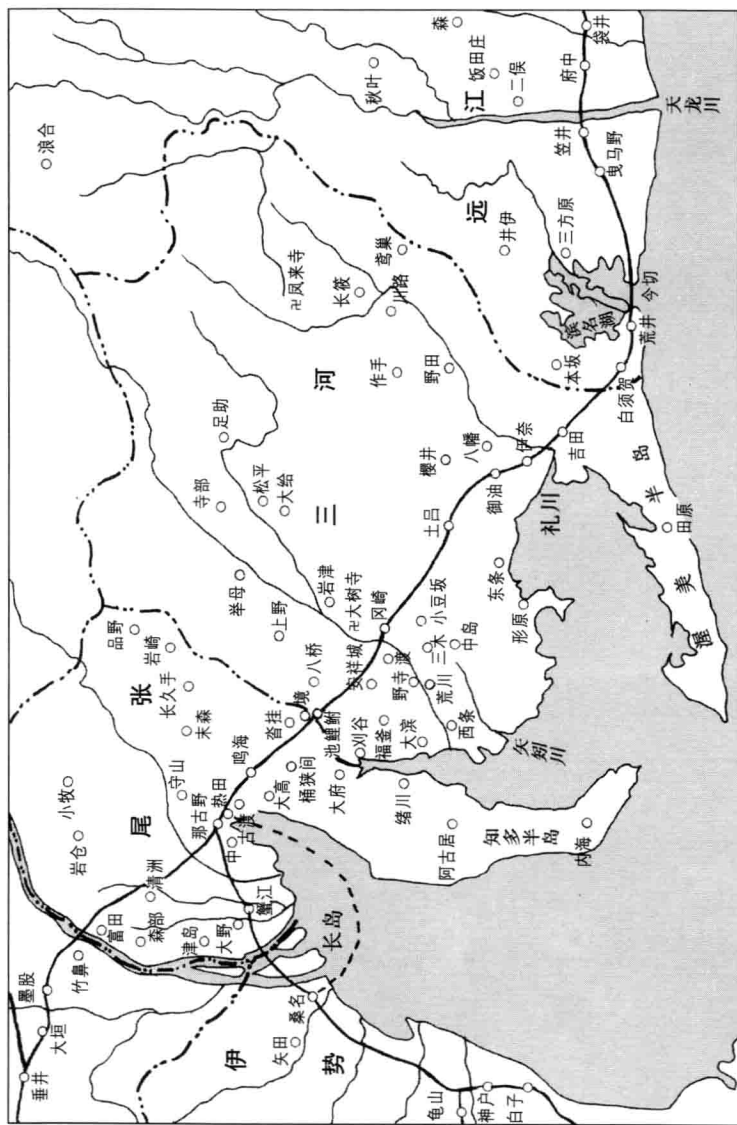 浪合
秋叶
森
饭田庄
二俣
袋井
府中
天龙川
笠井
曳马野
远
江
井伊
三方原
浜名湖
今切
荒井
本坂
白须贺
卍凤来寺
长筱
鸢巢
川路
作手
野田
三
河
足助
寺部
松平
大给
樱井
八幡
御油
伊奈
吉田
土吕
礼川
渥美半岛
田原
举母
上野
岩津
卍大树寺
冈崎
小豆坂
三木
中岛
东条
形原
品野
岩崎
长久手
末森
八桥
境
沓挂
池鲤鲋
安祥城
渡
野寺
荒川
刈谷
福釜
大滨
西条
矢矧川
尾
张
小牧
岩仓
守山
鸣海
那古野
热田
中
古渡
大高
桶狭间
大府
绪川
阿古居
知多半岛
内海
清洲
富田
森部
津岛
大野
蟹江
长岛
墨股
竹鼻
大垣
垂井
桑名
矢田
伊
势
龟山
神户
白子